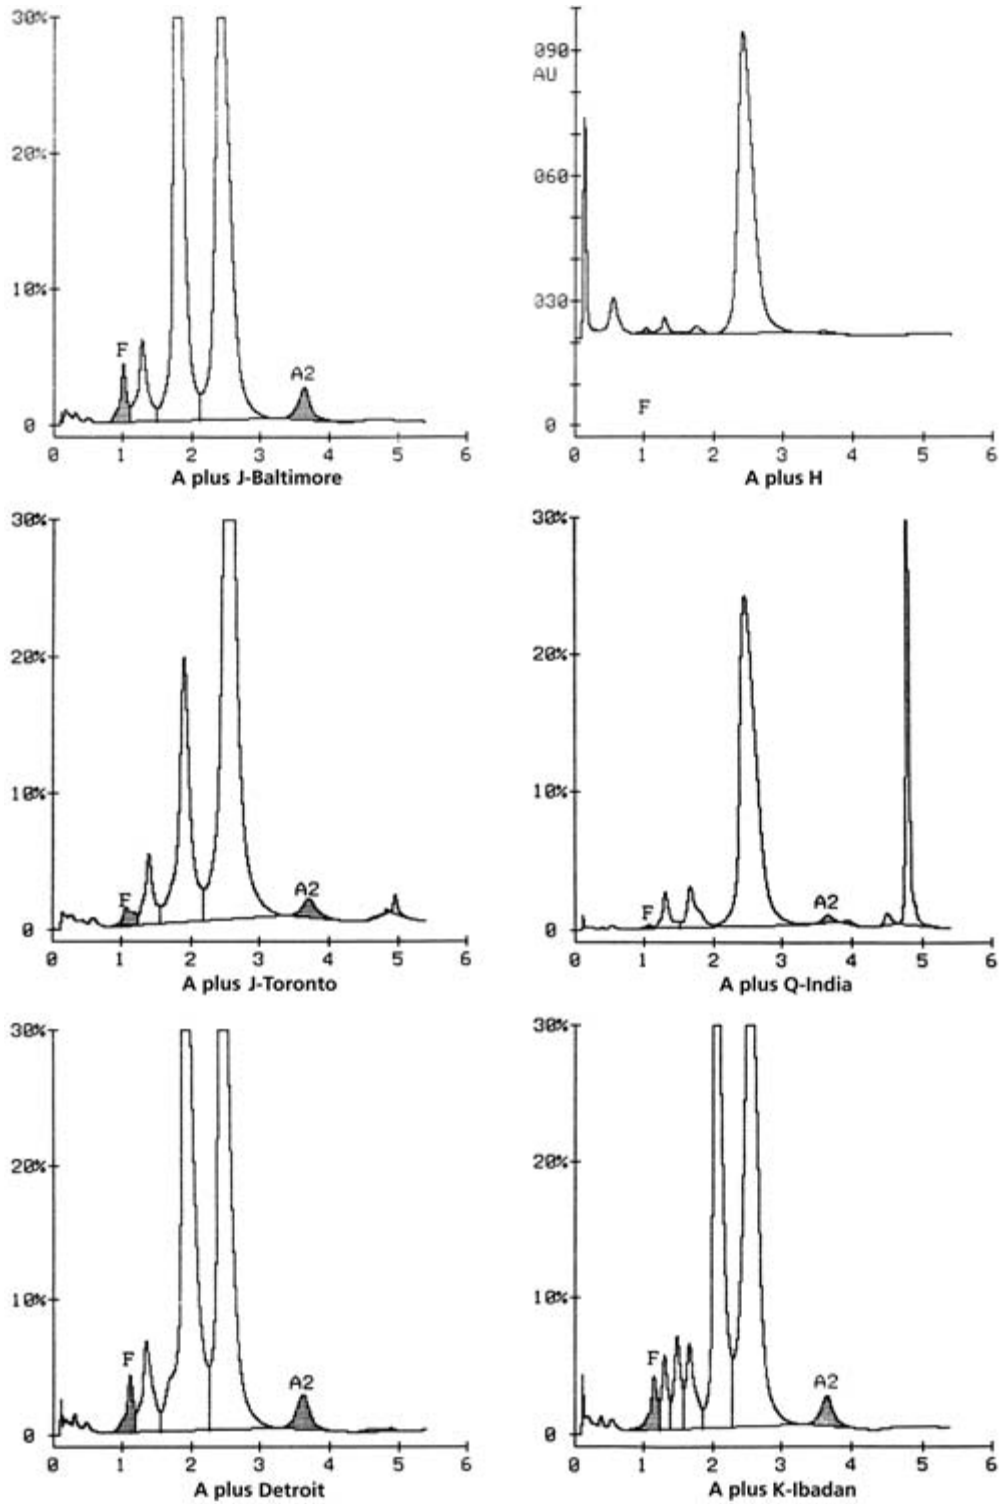 30%
20%
10%
0
F
A2
0 1 2 3 4 5 6
A plus J-Baltimore
090
AU
060
030
0
F
0 1 2 3 4 5 6
A plus H
30%
20%
10%
0
F
A2
0 1 2 3 4 5 6
A plus J-Toronto
30%
20%
10%
0
F
A2
0 1 2 3 4 5 6
A plus Q-India
30%
20%
10%
0
F
A2
0 1 2 3 4 5 6
A plus Detroit
30%
20%
10%
0
F
A2
0 1 2 3 4 5 6
A plus K-Ibadan